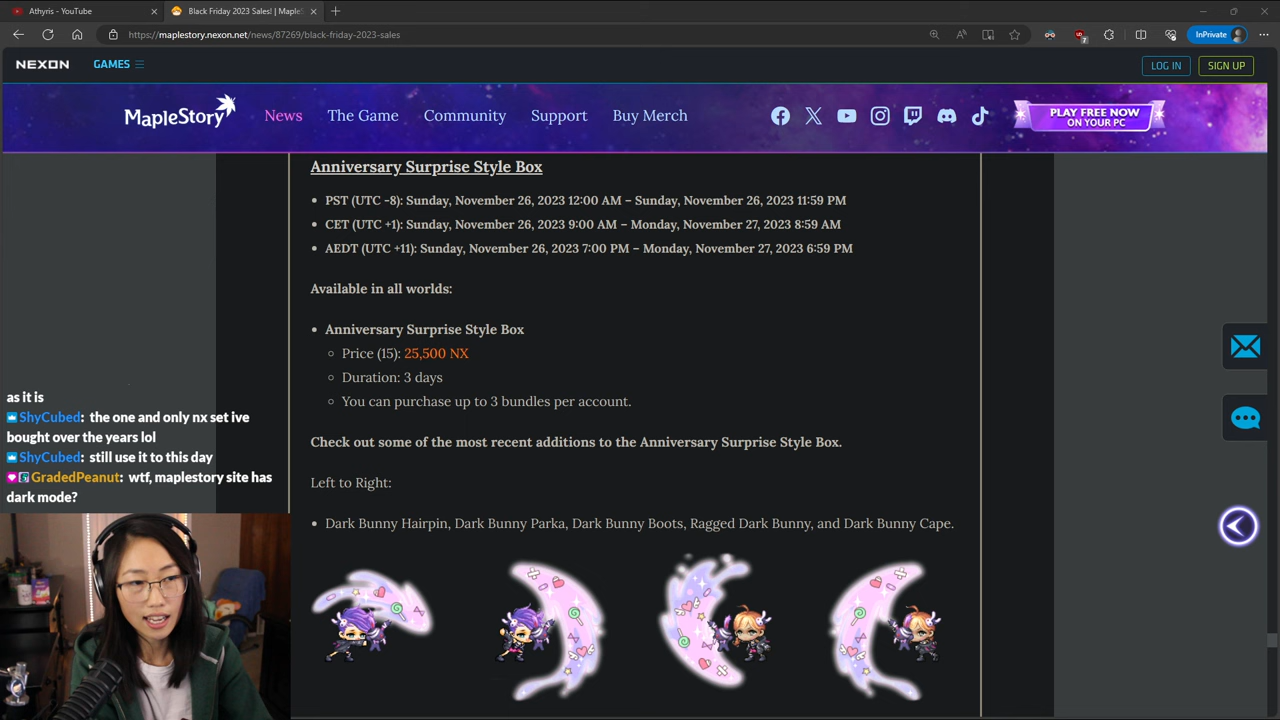 Athyris - YouTube
Black Friday 2023 Sales! | Maple
https://maplestory.nexon.net/news/87269/black-friday-2023-sales
7
InPrivate
NEXON
GAMES
LOG IN
SIGN UP
MapleStory
News
The Game
Community
Support
Buy Merch
PLAY FREE NOW
ON YOUR PC
Anniversary Surprise Style Box
• PST (UTC -8): Sunday, November 26, 2023 12:00 AM – Sunday, November 26, 2023 11:59 PM
• CET (UTC +1): Sunday, November 26, 2023 9:00 AM – Monday, November 27, 2023 8:59 AM
• AEDT (UTC +11): Sunday, November 26, 2023 7:00 PM – Monday, November 27, 2023 6:59 PM
Available in all worlds:
• Anniversary Surprise Style Box
Price (15): 25,500 NX
Duration: 3 days
You can purchase up to 3 bundles per account.
Check out some of the most recent additions to the Anniversary Surprise Style Box.
Left to Right:
• Dark Bunny Hairpin, Dark Bunny Parka, Dark Bunny Boots, Ragged Dark Bunny, and Dark Bunny Cape.
as it is
ShyCubed: the one and only nx set ive
bought over the years lol
ShyCubed: still use it to this day
GradedPeanut: wtf, maplestory site has
dark mode?